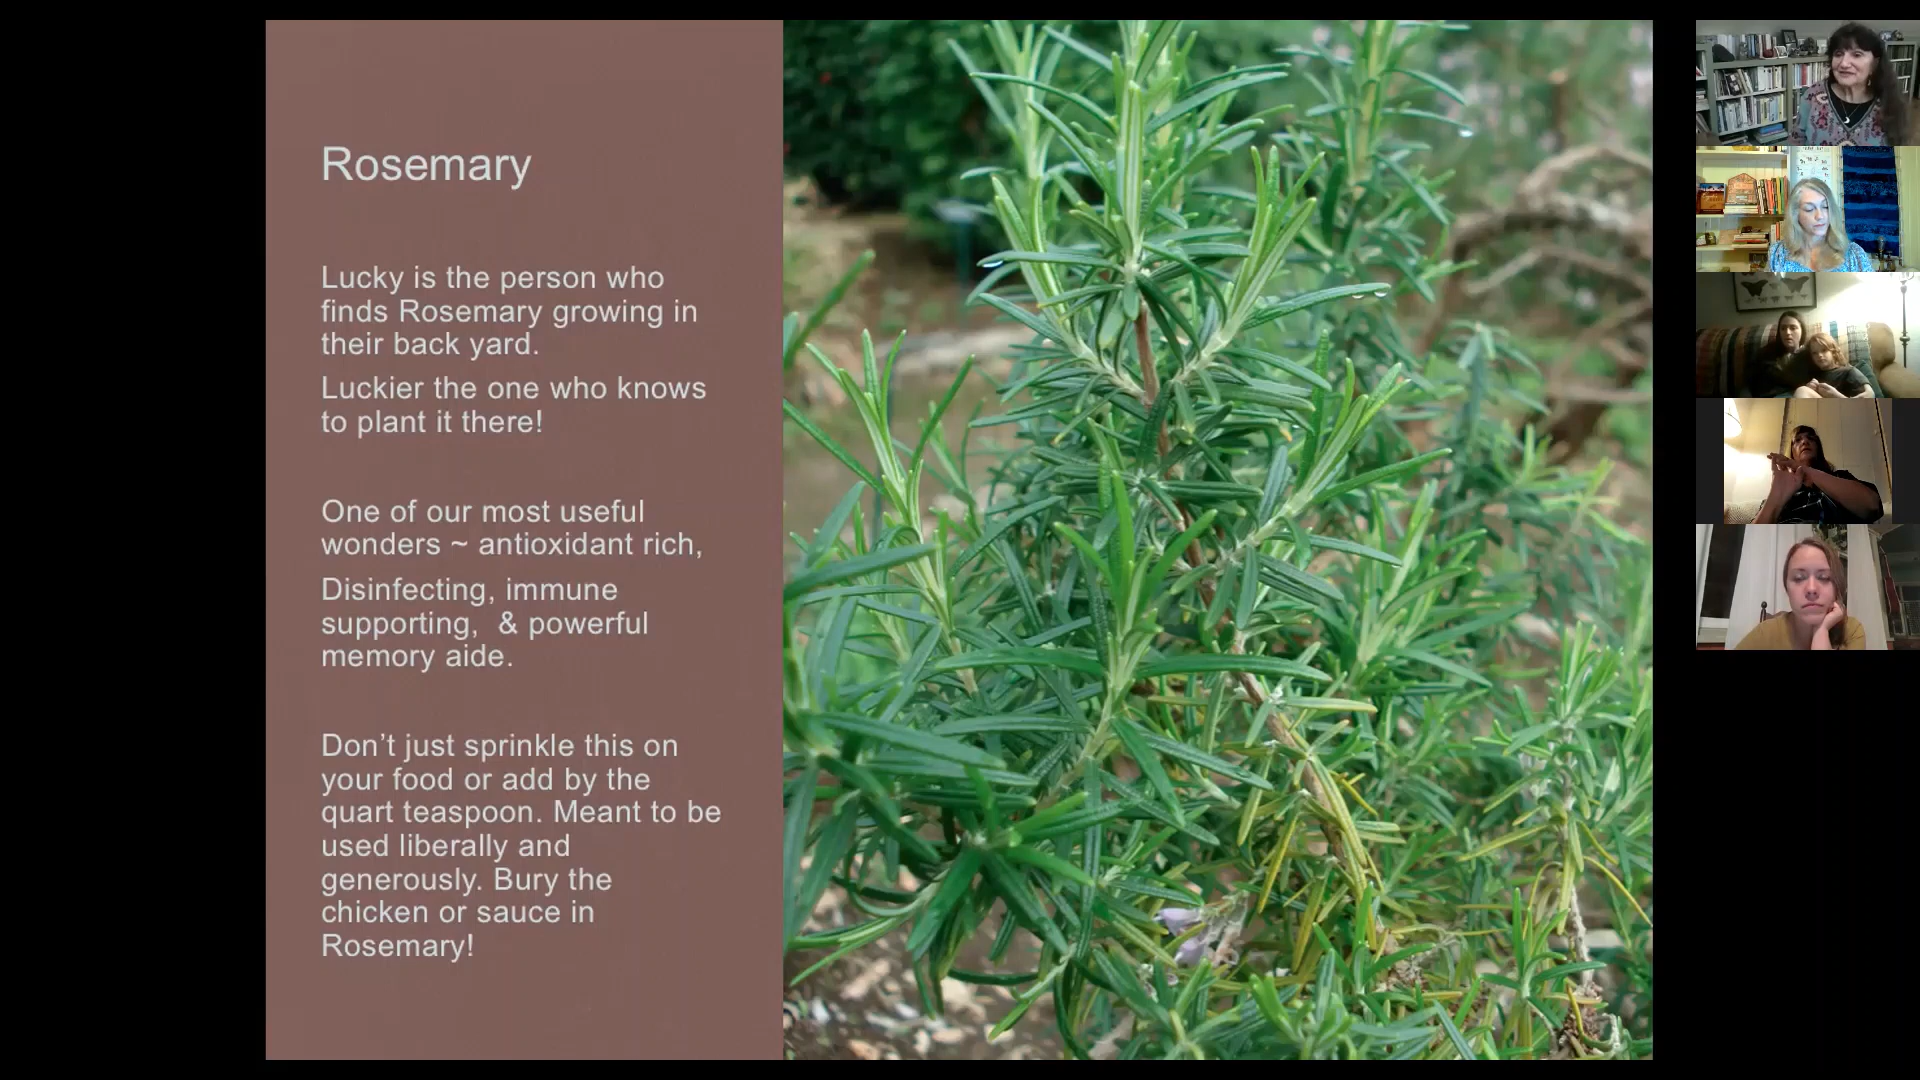 Rosemary
Lucky is the person who
finds Rosemary growing in
their back yard.
Luckier the one who knows
to plant it there!
One of our most useful
wonders ~ antioxidant rich,
Disinfecting, immune
supporting,  & powerful
memory aide.
Don’t just sprinkle this on
your food or add by the
quart teaspoon. Meant to be
used liberally and
generously. Bury the
chicken or sauce in
Rosemary!